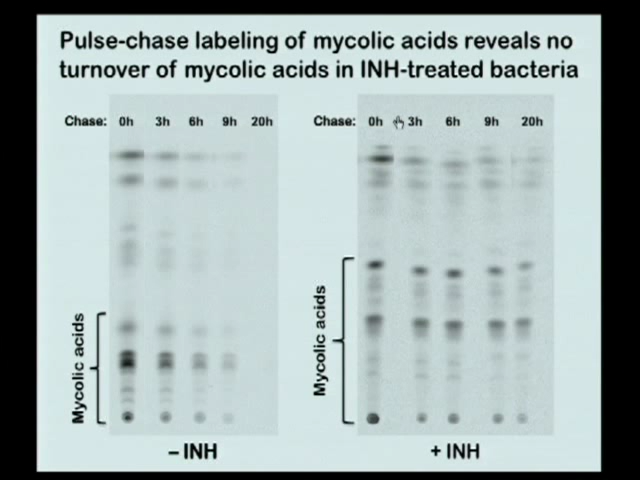 Pulse-chase labeling of mycolic acids reveals no
turnover of mycolic acids in INH-treated bacteria
Chase: 0h 3h 6h 9h 20h
Mycolic acids
– INH
Chase: 0h 3h 6h 9h 20h
Mycolic acids
+ INH